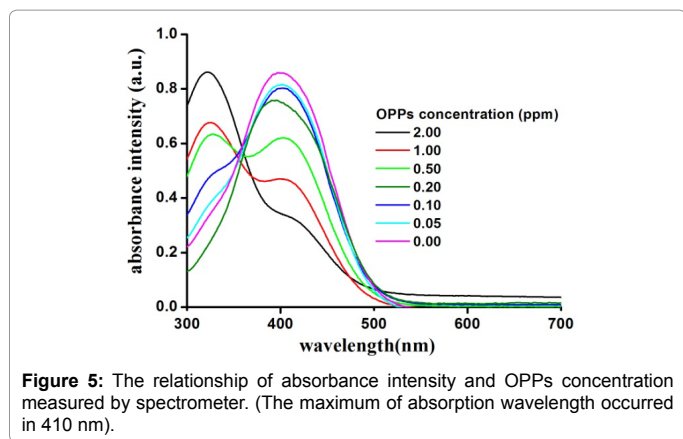 absorbance intensity (a.u.)
1.0
0.8
0.6
0.4
0.2
0.0
OPPs concentration (ppm)
2.00
1.00
0.50
0.20
0.10
0.05
0.00
300 400 500 600 700
wavelength(nm)
Figure 5: The relationship of absorbance intensity and OPPs concentration
measured by spectrometer. (The maximum of absorption wavelength occurred
in 410 nm).